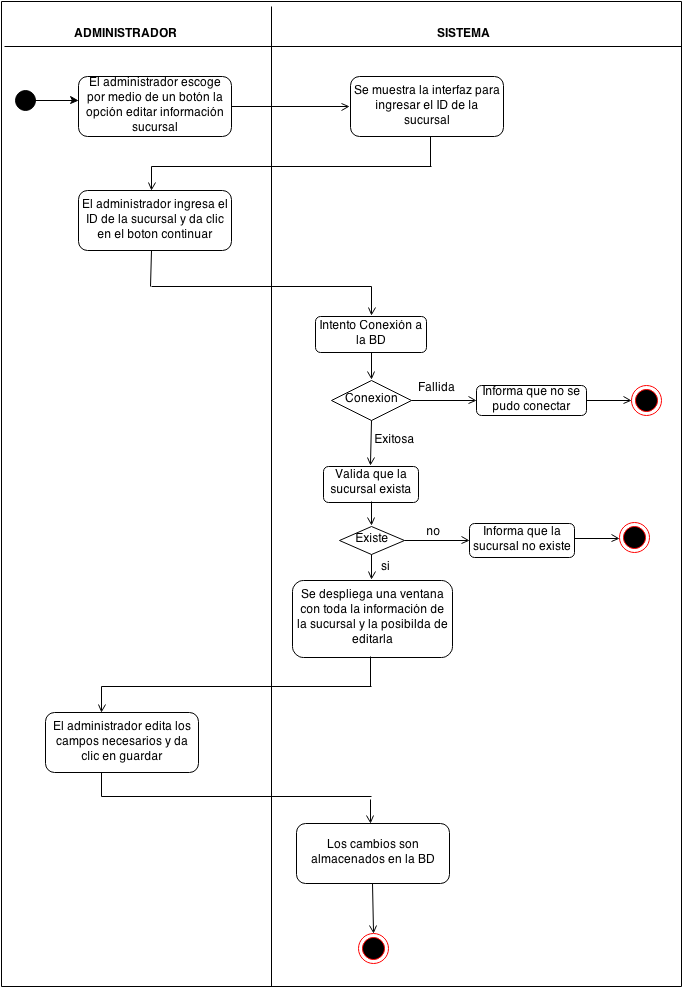 ADMINISTRADOR
SISTEMA
El administrador escoge
por medio de un botón la
opción editar información
sucursal
Se muestra la interfaz para
ingresar el ID de la
sucursal
El administrador ingresa el
ID de la sucursal y da clic
en el boton continuar
Intento Conexión a
la BD
Conexion
Fallida
Informa que no se
pudo conectar
Exitosa
Valida que la
sucursal exista
Existe
no
Informa que la
sucursal no existe
si
Se despliega una ventana
con toda la información de
la sucursal y la posibilda de
editarla
El administrador edita los
campos necesarios y da
clic en guardar
Los cambios son
almacenados en la BD